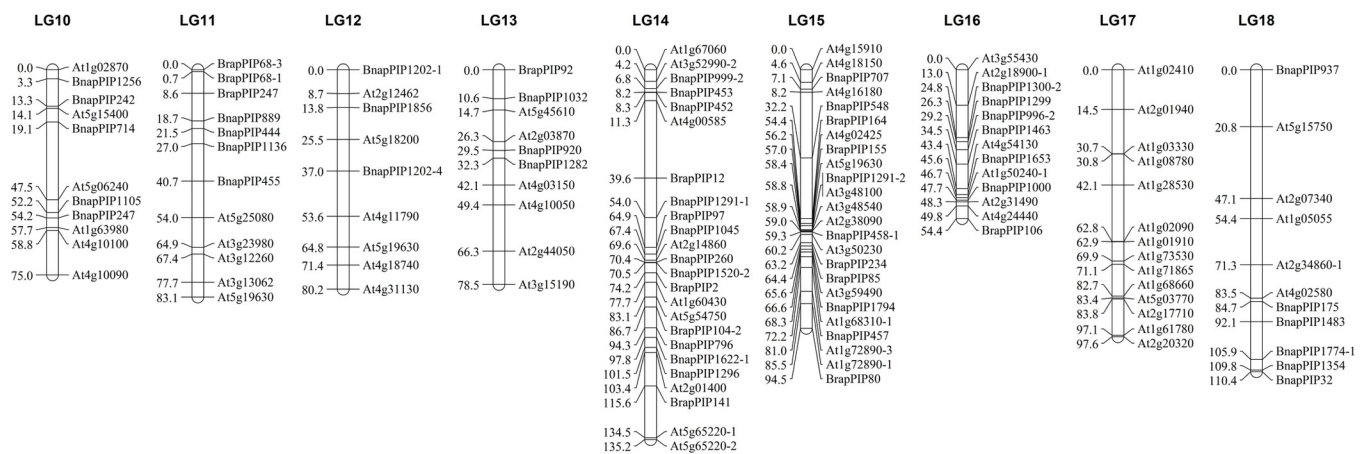 LG10
0.0 At1g02870
3.3 BnapPIP1256
13.3 BnapPIP242
14.1 At5g15400
19.1 BnapPIP714
47.5 At5g06240
52.2 BnapPIP1105
54.2 BnapPIP247
57.7 At1g63980
58.8 At4g10100
75.0 At4g10090
LG11
0.0 BrapPIP68-3
0.7 BrapPIP68-1
8.6 BrapPIP247
18.7 BnapPIP889
21.5 BnapPIP444
27.0 BnapPIP1136
40.7 BnapPIP455
54.0 At5g25080
64.9 At3g23980
67.4 At3g12260
77.7 At3g13062
83.1 At5g19630
LG12
0.0 BnapPIP1202-1
8.7 At2g12462
13.8 BnapPIP1856
25.5 At5g18200
37.0 BnapPIP1202-4
53.6 At4g11790
64.8 At5g19630
71.4 At4g18740
80.2 At4g31130
LG13
0.0 BrapPIP92
10.6 BnapPIP1032
14.7 At5g45610
26.3 At2g03870
29.5 BnapPIP920
32.3 BnapPIP1282
42.1 At4g03150
49.4 At4g10050
66.3 At2g44050
78.5 At3g15190
LG14
0.0 At1g67060
4.2 At3g52990-2
6.8 BnapPIP999-2
8.2 BnapPIP453
8.3 BnapPIP452
11.3 At4g00585
39.6 BrapPIP12
54.0 BnapPIP1291-1
64.9 BrapPIP97
67.4 BnapPIP1045
69.6 At2g14860
70.4 BnapPIP260
70.5 BnapPIP1520-2
74.2 BrapPIP2
77.7 At1g60430
83.1 At5g54750
86.7 BrapPIP104-2
94.3 BnapPIP796
97.8 BnapPIP1622-1
101.5 BnapPIP1296
103.4 At2g01400
115.6 BrapPIP141
134.5 At5g65220-1
135.2 At5g65220-2
LG15
0.0 At4g15910
4.6 At4g18150
7.1 BnapPIP707
8.2 At4g16180
32.2 BnapPIP548
54.4 BrapPIP164
56.2 At4g02425
57.0 BrapPIP155
58.4 At5g19630
58.8 BnapPIP1291-2
At3g48100
58.9 At3g48540
59.0 At2g38090
59.3 BnapPIP458-1
60.2 At3g50230
63.2 BrapPIP234
64.4 BrapPIP85
65.6 At3g59490
66.6 BnapPIP1794
68.3 At1g68310-1
72.2 BnapPIP457
81.0 At1g72890-3
85.5 At1g72890-1
94.5 BrapPIP80
LG16
0.0 At3g55430
13.0 At2g18900-1
24.8 BnapPIP1300-2
26.3 BnapPIP1299
29.2 BnapPIP996-2
34.5 BnapPIP1463
43.4 At4g54130
45.6 BnapPIP1653
46.7 At1g50240-1
47.7 BnapPIP1000
48.3 At2g31490
49.8 At4g24440
54.4 BrapPIP106
LG17
0.0 At1g02410
14.5 At2g01940
30.7 At1g03330
30.8 At1g08780
42.1 At1g28530
62.8 At1g02090
62.9 At1g01910
69.9 At1g73530
71.1 At1g71865
82.7 At1g68660
83.4 At5g03770
83.8 At2g17710
97.1 At1g61780
97.6 At2g20320
LG18
0.0 BnapPIP937
20.8 At5g15750
47.1 At2g07340
54.4 At1g05055
71.3 At2g34860-1
83.5 At4g02580
84.7 BnapPIP175
92.1 BnapPIP1483
105.9 BnapPIP1774-1
109.8 BnapPIP1354
110.4 BnapPIP32